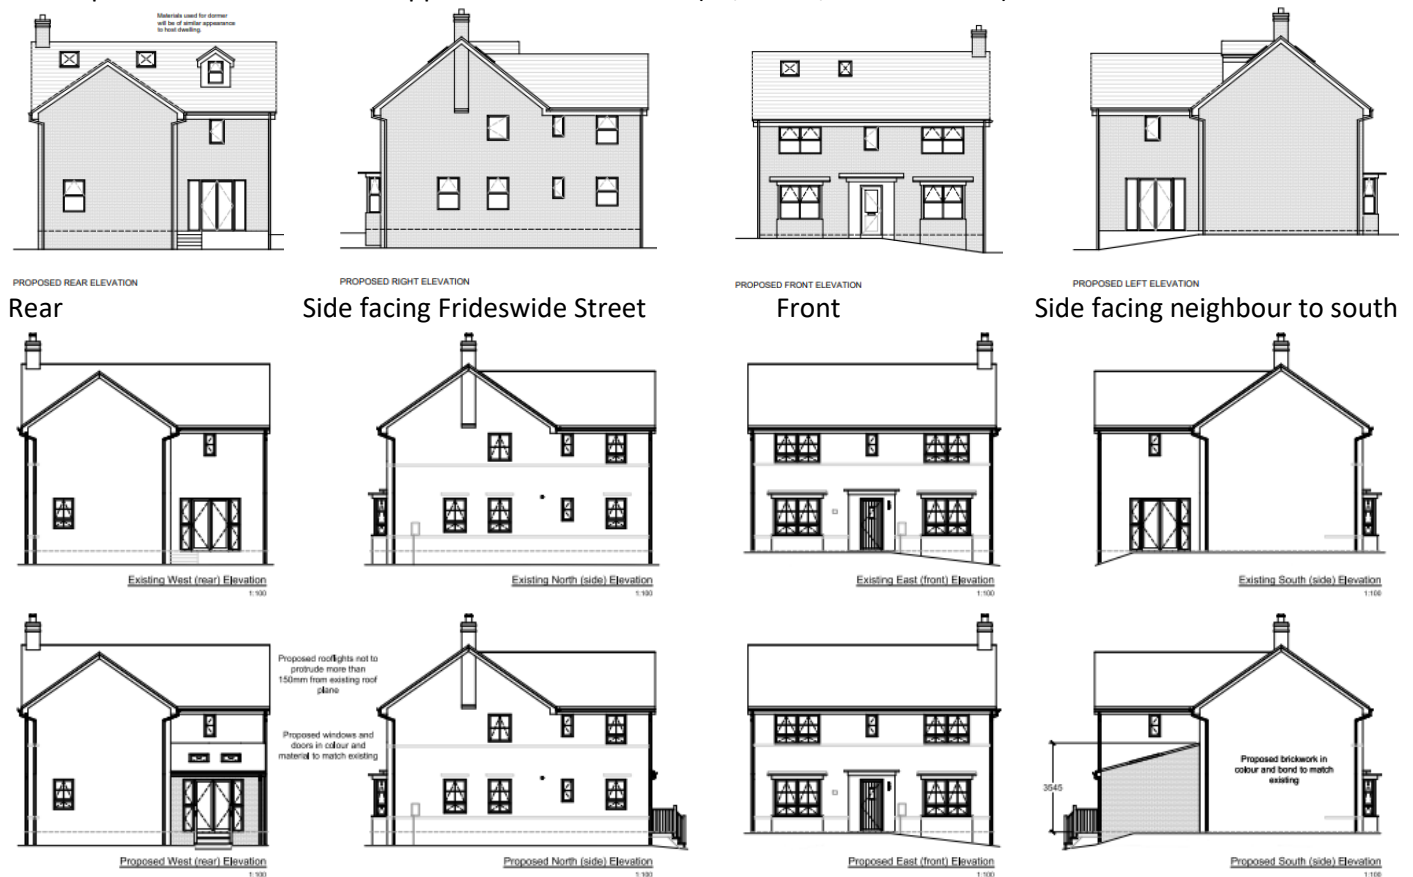 Materials used for dormer
will be of similar appearance
to host dwelling.
PROPOSED REAR ELEVATION
PROPOSED RIGHT ELEVATION
PROPOSED FRONT ELEVATION
PROPOSED LEFT ELEVATION
Rear
Side facing Frideswide Street
Front
Side facing neighbour to south
Existing West (rear) Elevation
1:100
Existing North (side) Elevation
1:100
Existing East (front) Elevation
1:100
Existing South (side) Elevation
1:100
Proposed rooflights not to
protrude more than
150mm from existing roof
plane
Proposed windows and
doors in colour and
material to match existing
Proposed brickwork in
colour and bond to match
existing
3545
Proposed West (rear) Elevation
1:100
Proposed North (side) Elevation
1:100
Proposed East (front) Elevation
1:100
Proposed South (side) Elevation
1:100